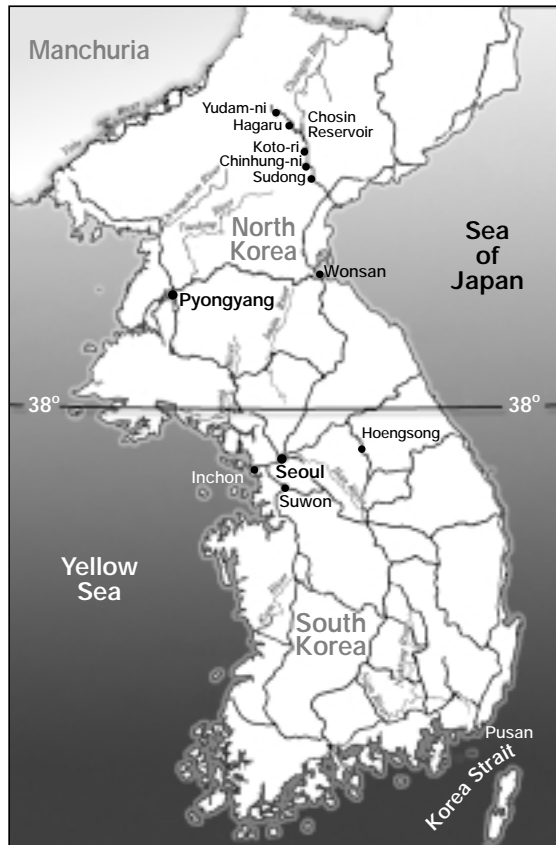 Manchuria
Yudam-ni
Hagaru
Chosin
Reservoir
Koto-ri
Chinhung-ni
Sudong
North
Korea
Sea
of
Japan
Wonsan
Pyongyang
38°
38°
Hoengsong
Seoul
Inchon
Suwon
Yellow
Sea
South
Korea
Pusan
Korea Strait